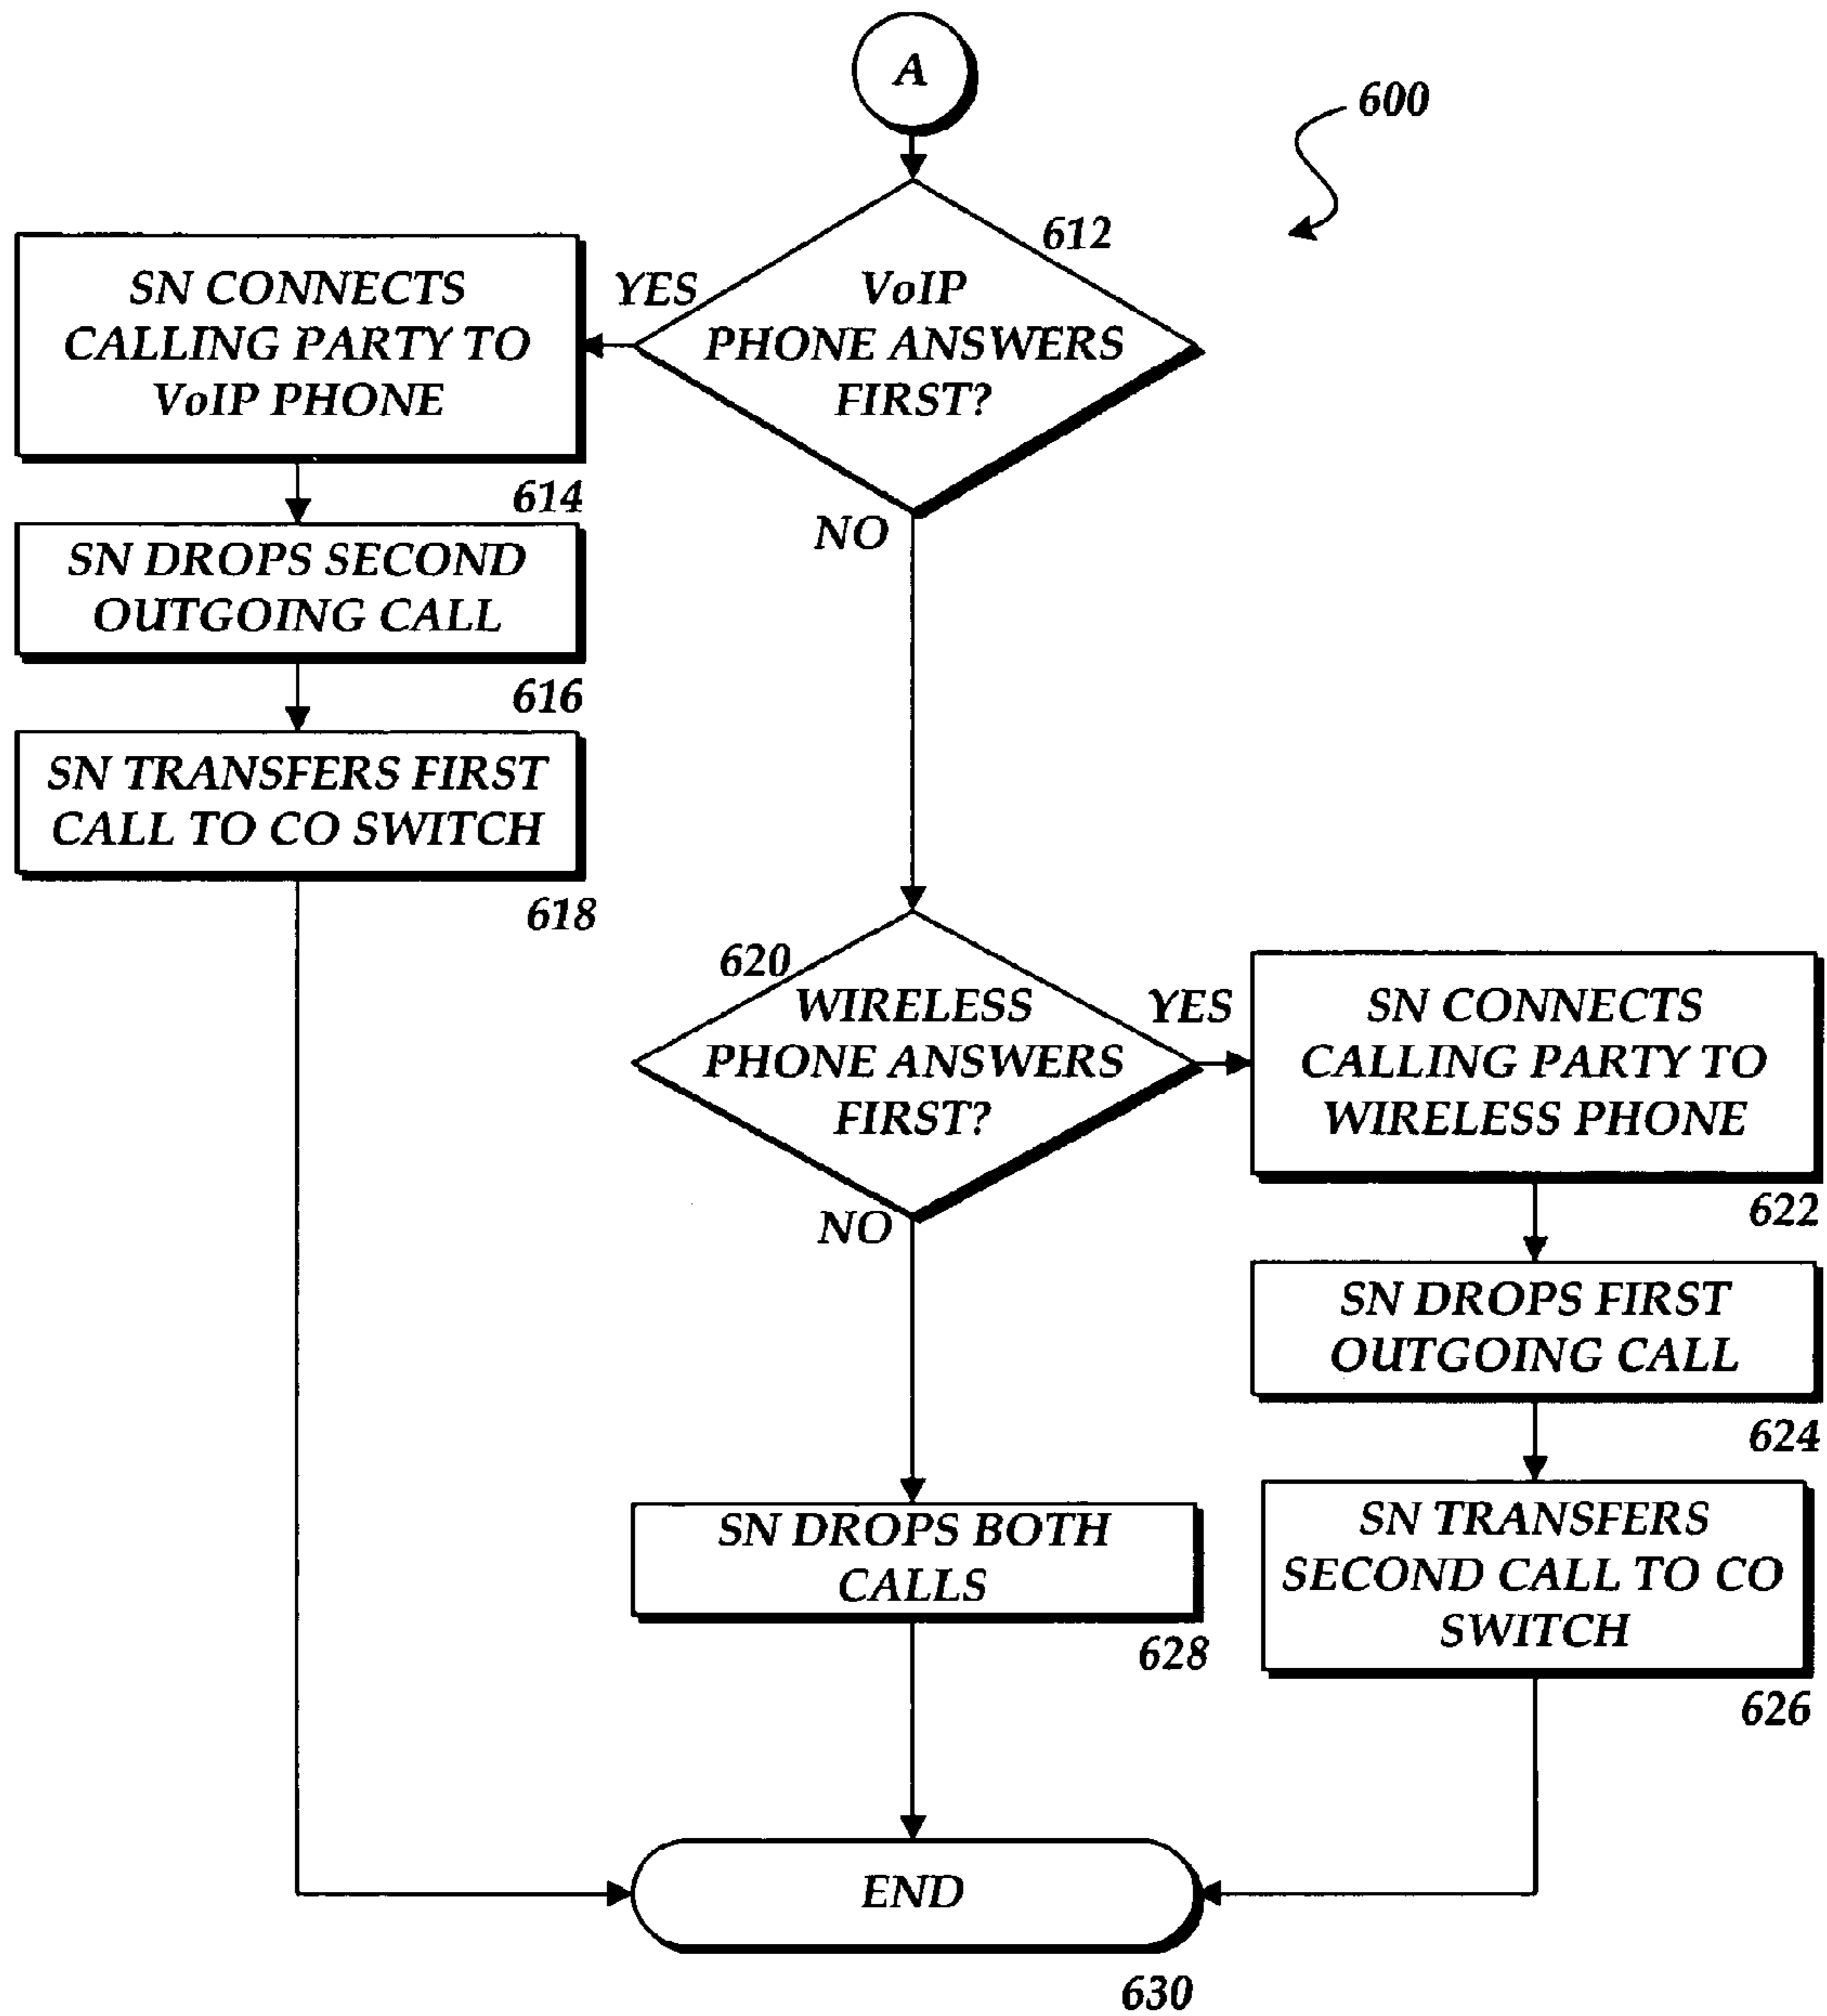 A
600
612
VoIP
PHONE ANSWERS
FIRST?
YES
SN CONNECTS
CALLING PARTY TO
VoIP PHONE
614
NO
SN DROPS SECOND
OUTGOING CALL
616
SN TRANSFERS FIRST
CALL TO CO SWITCH
618
620
WIRELESS
PHONE ANSWERS
FIRST?
YES
SN CONNECTS
CALLING PARTY TO
WIRELESS PHONE
622
NO
SN DROPS FIRST
OUTGOING CALL
624
SN TRANSFERS
SECOND CALL TO CO
SWITCH
626
SN DROPS BOTH
CALLS
628
END
630